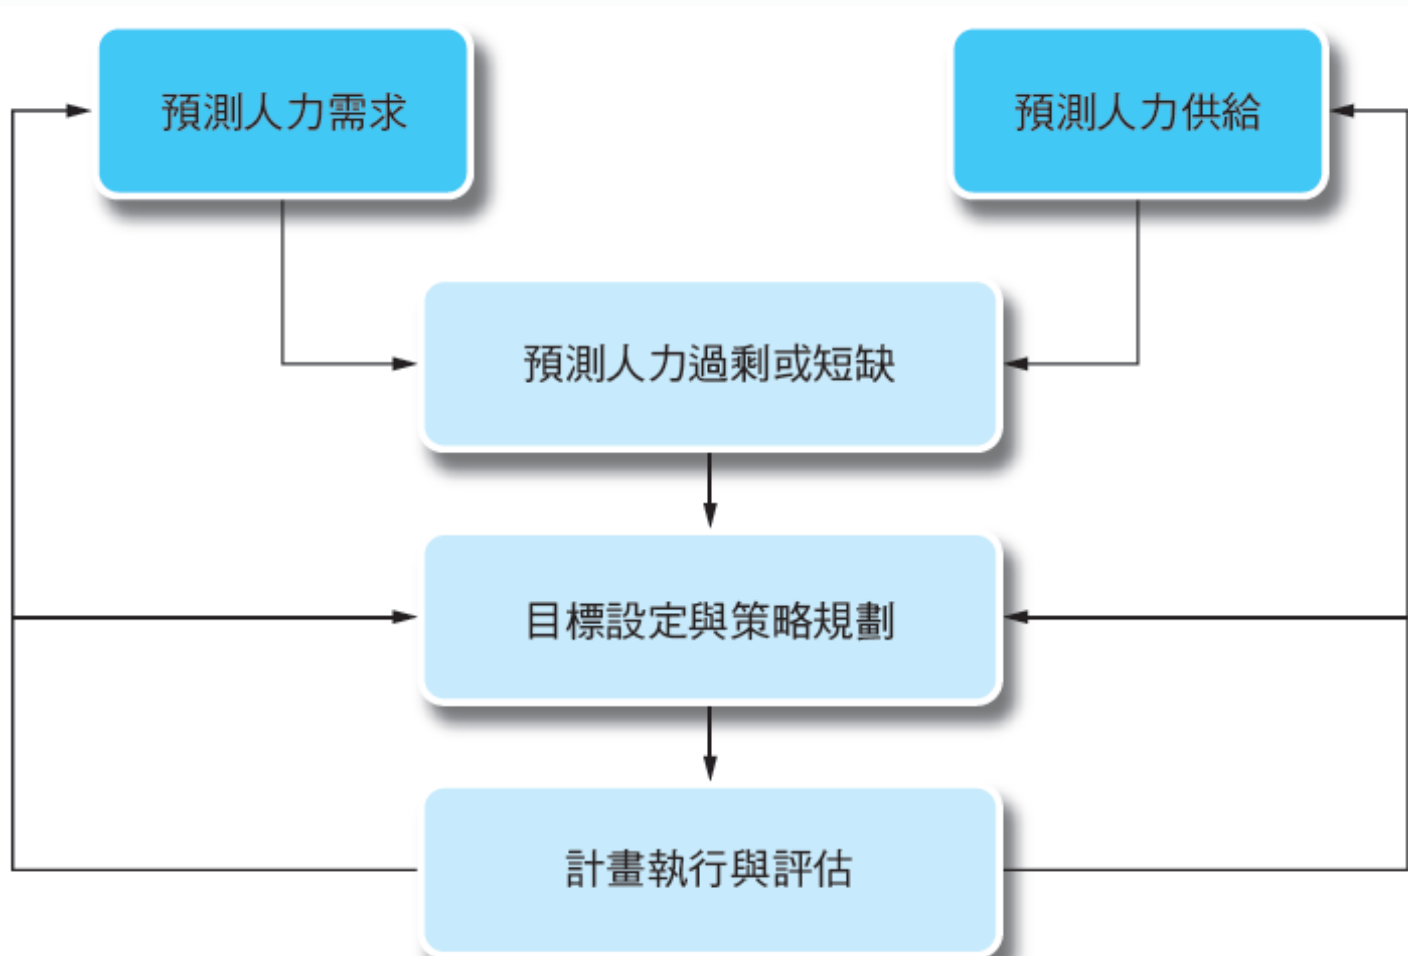 預測人力需求
預測人力供給
預測人力過剩或短缺
目標設定與策略規劃
計畫執行與評估